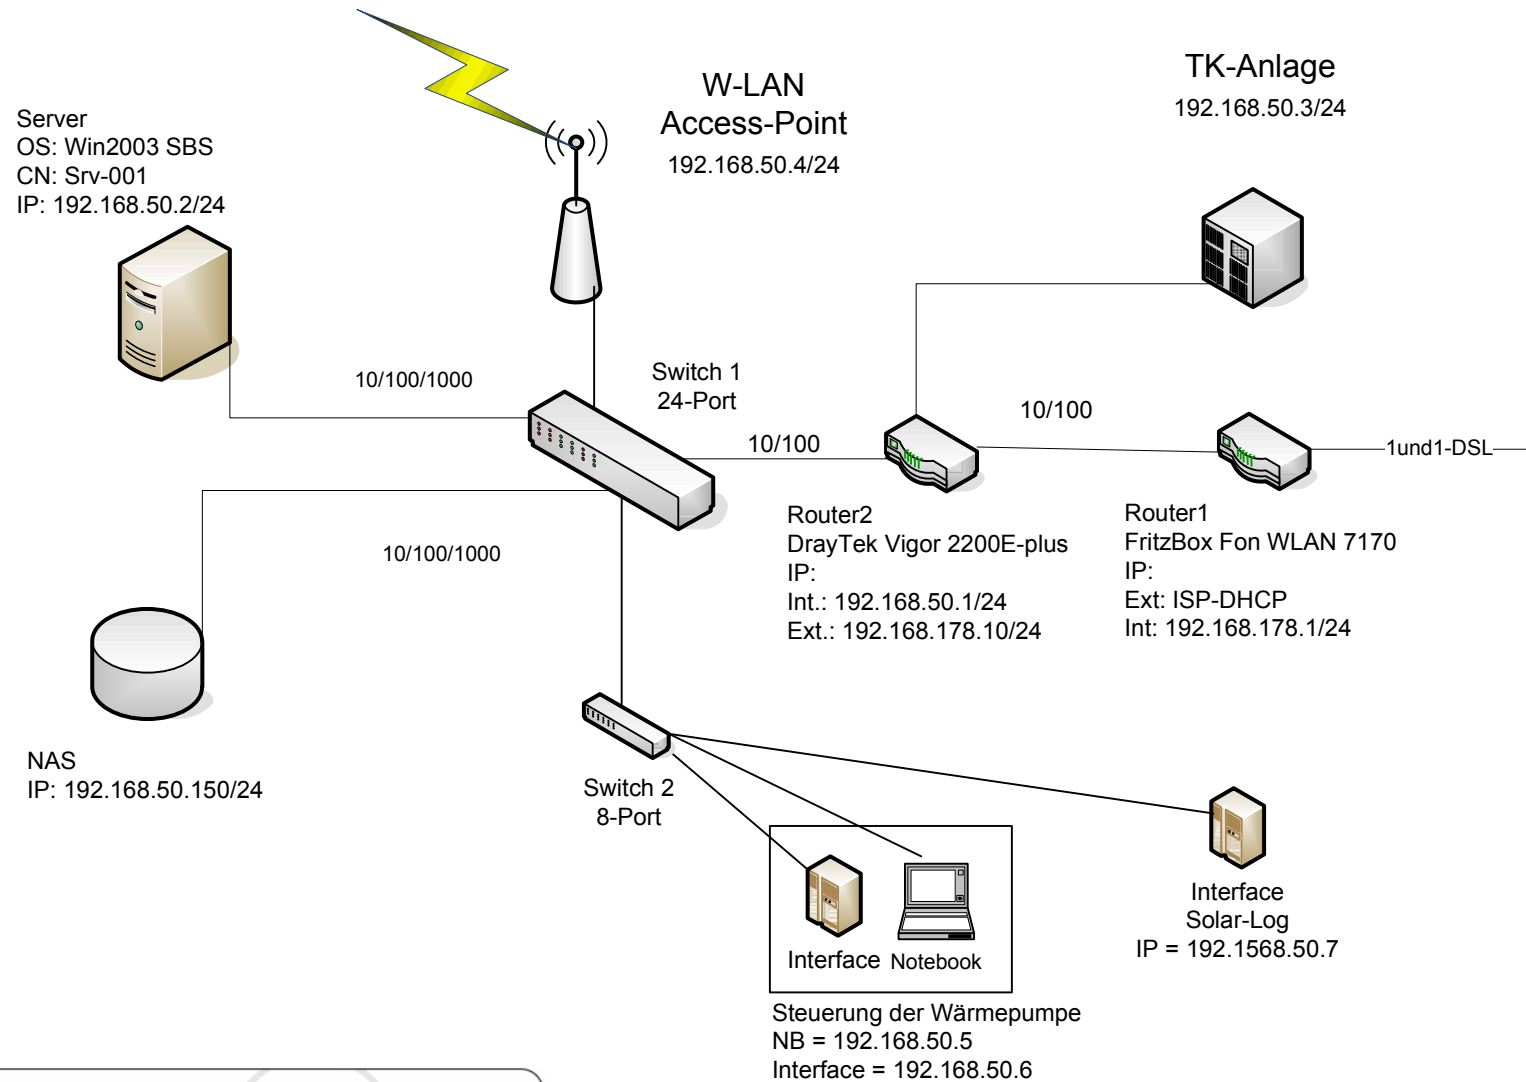 Server
OS: Win2003 SBS
CN: Srv-001
IP: 192.168.50.2/24
W-LAN
Access-Point
192.168.50.4/24
TK-Anlage
192.168.50.3/24
10/100/1000
Switch 1
24-Port
10/100
10/100
1und1-DSL
10/100/1000
Router2
DrayTek Vigor 2200E-plus
IP:
Int.: 192.168.50.1/24
Ext.: 192.168.178.10/24
Router1
FritzBox Fon WLAN 7170
IP:
Ext: ISP-DHCP
Int: 192.168.178.1/24
NAS
IP: 192.168.50.150/24
Switch 2
8-Port
Interface
Notebook
Interface
Solar-Log
IP = 192.1568.50.7
Steuerung der Wärmepumpe
NB = 192.168.50.5
Interface = 192.168.50.6